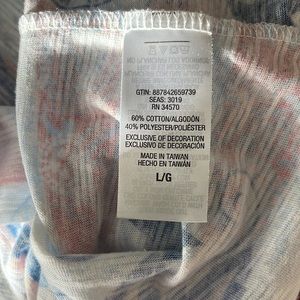 GTIN: 887842659739
SEAS: 3019
RN 34570
60% COTTON/ALGODÓN
40% POLYESTER/POLIÉSTER
EXCLUSIVE OF DECORATION
EXCLUSIVO DE DECORACIÓN
MADE IN TAIWAN
HECHO EN TAIWÁN
L/G